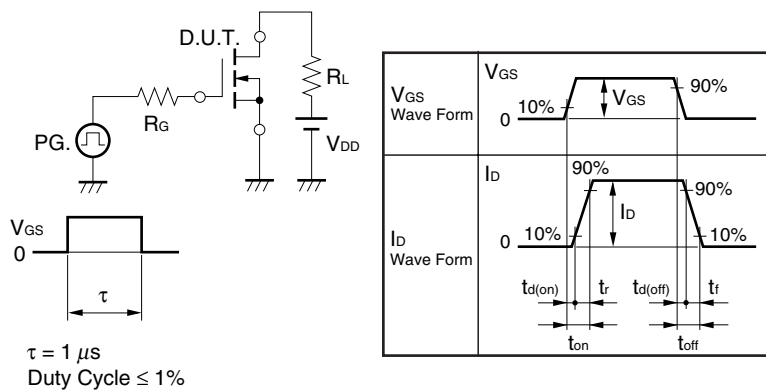 D.U.T.
RL
RG
PG.
VDD
VGS
0
τ
τ = 1 μs
Duty Cycle ≤ 1%
VGS
Wave Form
VGS
10%
0
VGS
90%
ID
Wave Form
ID
90%
90%
10%
0
ID
10%
td(on)
tr
td(off)
tf
ton
toff